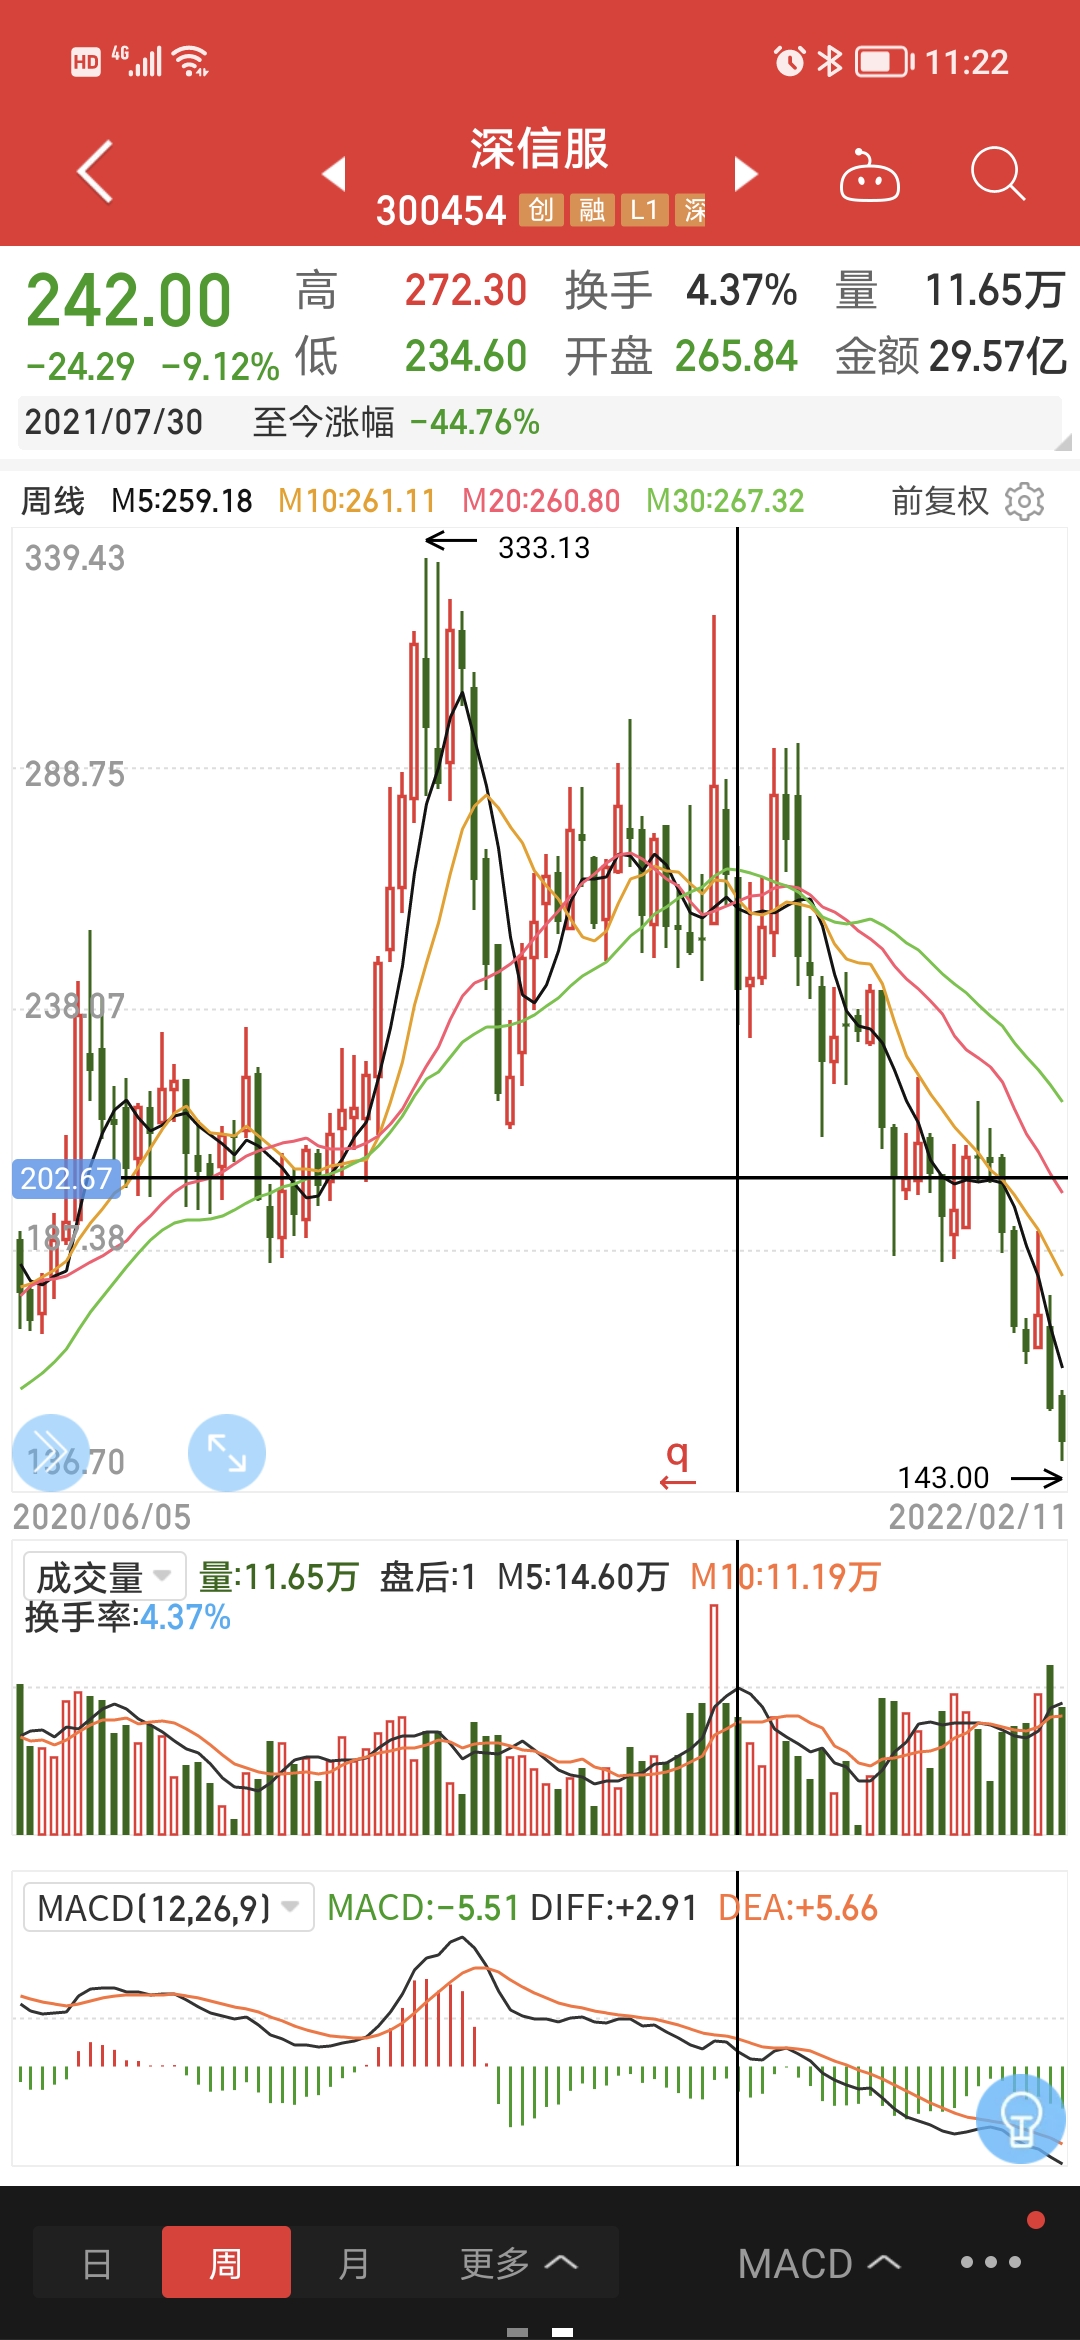 HD 4G 11:22
深信服
300454 创 融 L1 深
242.00 高 272.30 换手 4.37% 量 11.65万
-24.29 -9.12% 低 234.60 开盘 265.84 金额 29.57亿
2021/07/30 至今涨幅 -44.76%
周线 M5:259.18 M10:261.11 M20:260.80 M30:267.32 前复权
339.43
333.13
288.75
238.07
202.67
187.38
136.70
q
143.00
2020/06/05 2022/02/11
成交量 量:11.65万 盘后:1 M5:14.60万 M10:11.19万
换手率:4.37%
MACD(12,26,9) MACD:-5.51 DIFF:+2.91 DEA:+5.66
日 周 月 更多 MACD